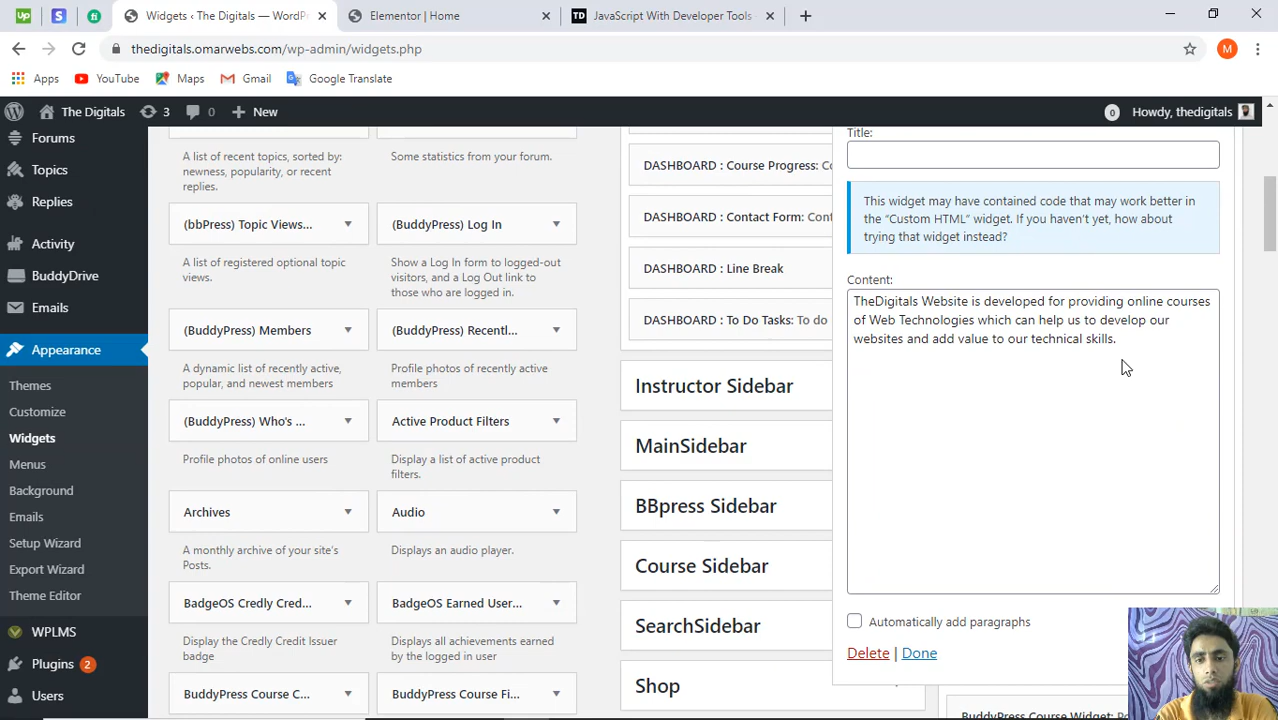 Up
S
fi
Widgets ‹ The Digitals — WordPr
Elementor | Home
TD
JavaScript With Developer Tools
thedigitals.omarwebs.com/wp-admin/widgets.php
M
Apps
YouTube
Maps
Gmail
Google Translate
The Digitals
3
0
New
0
Howdy, thedigitals
Forums
Topics
Replies
Activity
BuddyDrive
Emails
Appearance
Themes
Customize
Widgets
Menus
Background
Emails
Setup Wizard
Export Wizard
Theme Editor
WPLMS
Plugins 2
Users
A list of recent topics, sorted by:
newness, popularity, or recent
replies.
(bbPress) Topic Views...
A list of registered optional topic
views.
(BuddyPress) Members
A dynamic list of recently active,
popular, and newest members
(BuddyPress) Who's ...
Profile photos of online users
Archives
A monthly archive of your site's
Posts.
BadgeOS Credly Cred...
Display the Credly Credit Issuer
badge
BuddyPress Course C...
Some statistics from your forum.
(BuddyPress) Log In
Show a Log In form to logged-out
visitors, and a Log Out link to
those who are logged in.
(BuddyPress) Recentl...
Profile photos of recently active
members
Active Product Filters
Display a list of active product
filters.
Audio
Displays an audio player.
BadgeOS Earned User...
Displays all achievements earned
by the logged in user
BuddyPress Course Fi...
DASHBOARD : Course Progress: Co
DASHBOARD : Contact Form: Cont
DASHBOARD : Line Break
DASHBOARD : To Do Tasks: To do
Instructor Sidebar
MainSidebar
BBpress Sidebar
Course Sidebar
SearchSidebar
Shop
Title:
This widget may have contained code that may work better in
the “Custom HTML” widget. If you haven’t yet, how about
trying that widget instead?
Content:
TheDigitals Website is developed for providing online courses
of Web Technologies which can help us to develop our
websites and add value to our technical skills.
Automatically add paragraphs
Delete | Done
BuddyPress Course Widget: